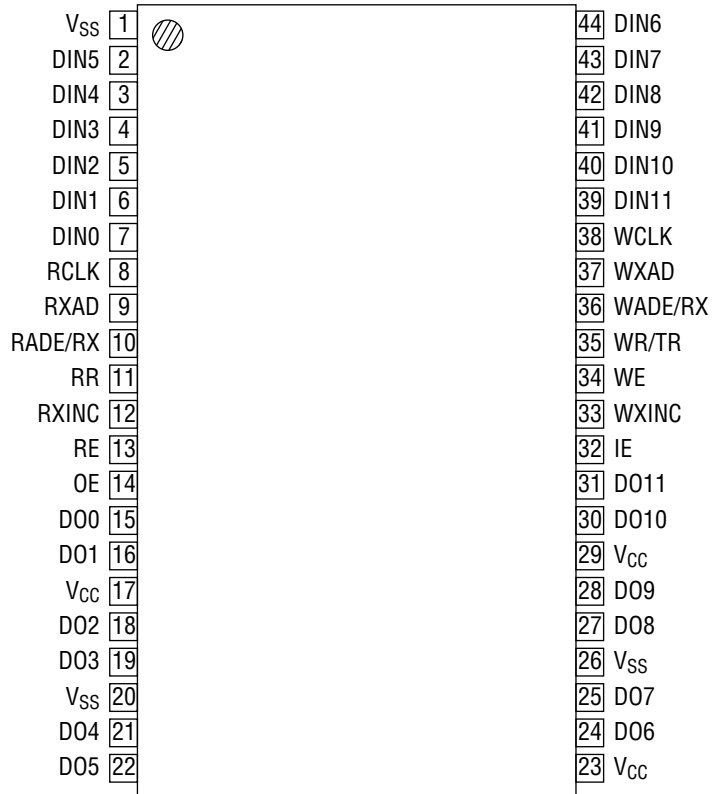 VSS 1 44 DIN6
DIN5 2 43 DIN7
DIN4 3 42 DIN8
DIN3 4 41 DIN9
DIN2 5 40 DIN10
DIN1 6 39 DIN11
DIN0 7 38 WCLK
RCLK 8 37 WXAD
RXAD 9 36 WADE/RX
RADE/RX 10 35 WR/TR
RR 11 34 WE
RXINC 12 33 WXINC
RE 13 32 IE
OE 14 31 DO11
DO0 15 30 DO10
DO1 16 29 VCC
VCC 17 28 DO9
DO2 18 27 DO8
DO3 19 26 VSS
VSS 20 25 DO7
DO4 21 24 DO6
DO5 22 23 VCC